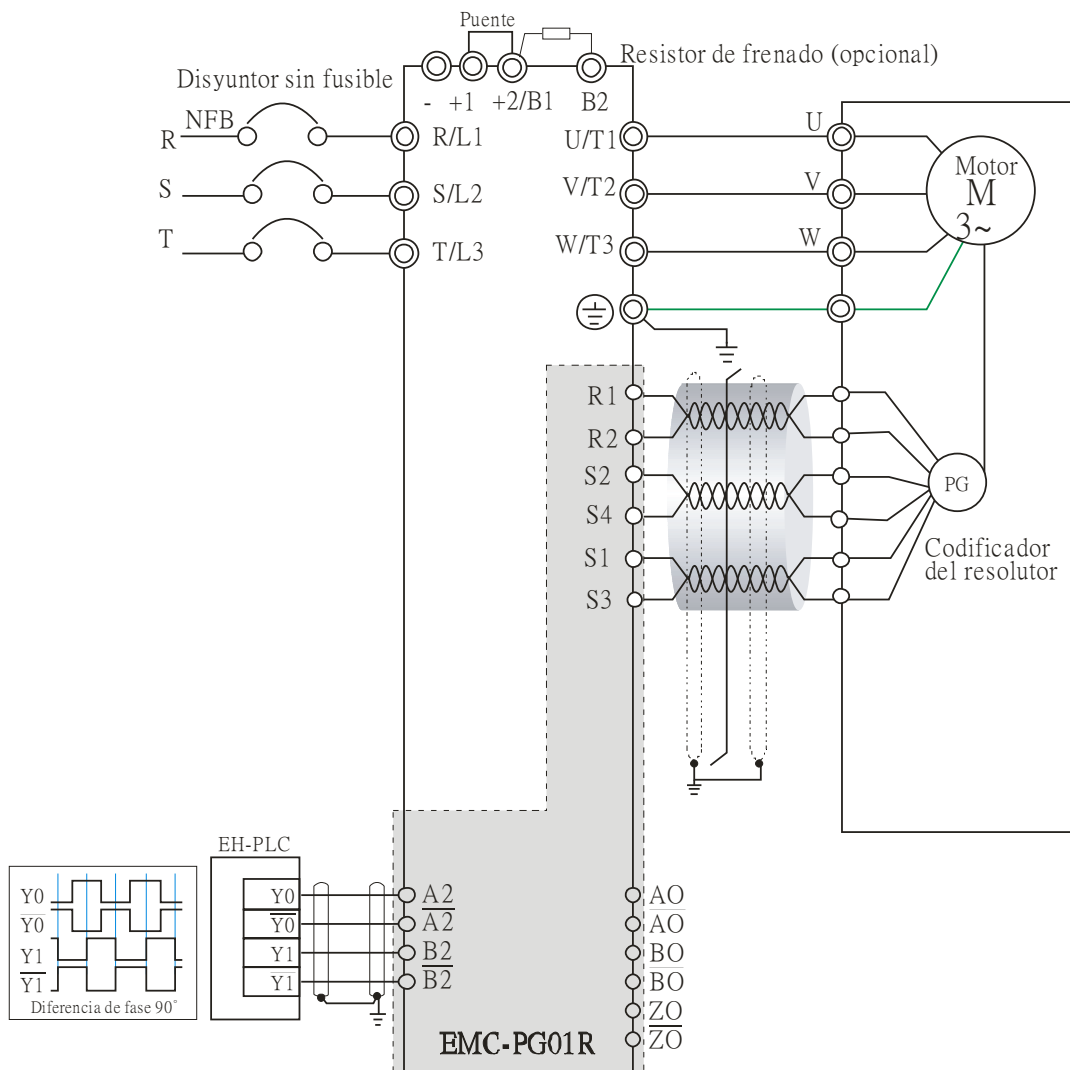 Puente
Resistor de frenado (opcional)
Disyuntor sin fusible
- +1 +2/B1 B2
NFB
R
R/L1
U/T1
U
S
S/L2
V/T2
V
T
T/L3
W/T3
W
Motor
M
3~
R1
R2
S2
S4
S1
S3
PG
Codificador
del resolutor
EH-PLC
Y0
Y0
Y1
Y1
Diferencia de fase 90°
Y0
Y0
Y1
Y1
A2
A2
B2
B2
AO
AO
BO
BO
ZO
ZO
EMC-PG01R